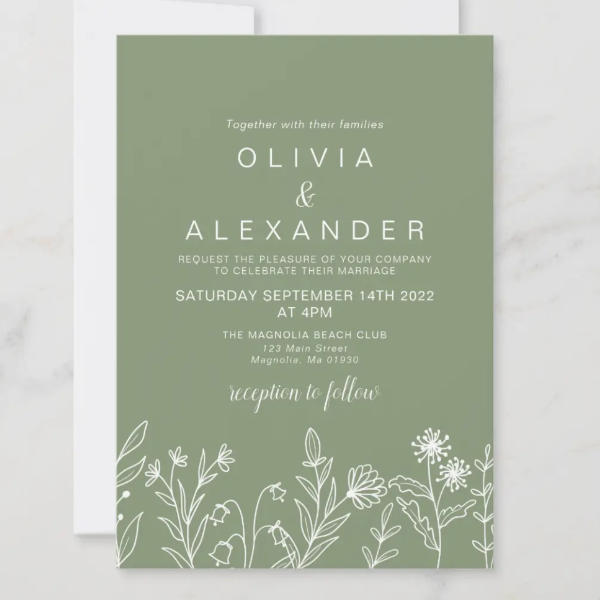 Together with their families
OLIVIA
&
ALEXANDER
REQUEST THE PLEASURE OF YOUR COMPANY
TO CELEBRATE THEIR MARRIAGE
SATURDAY SEPTEMBER 14TH 2022
AT 4PM
THE MAGNOLIA BEACH CLUB
123 Main Street
Magnolia, Ma 01930
reception to follow